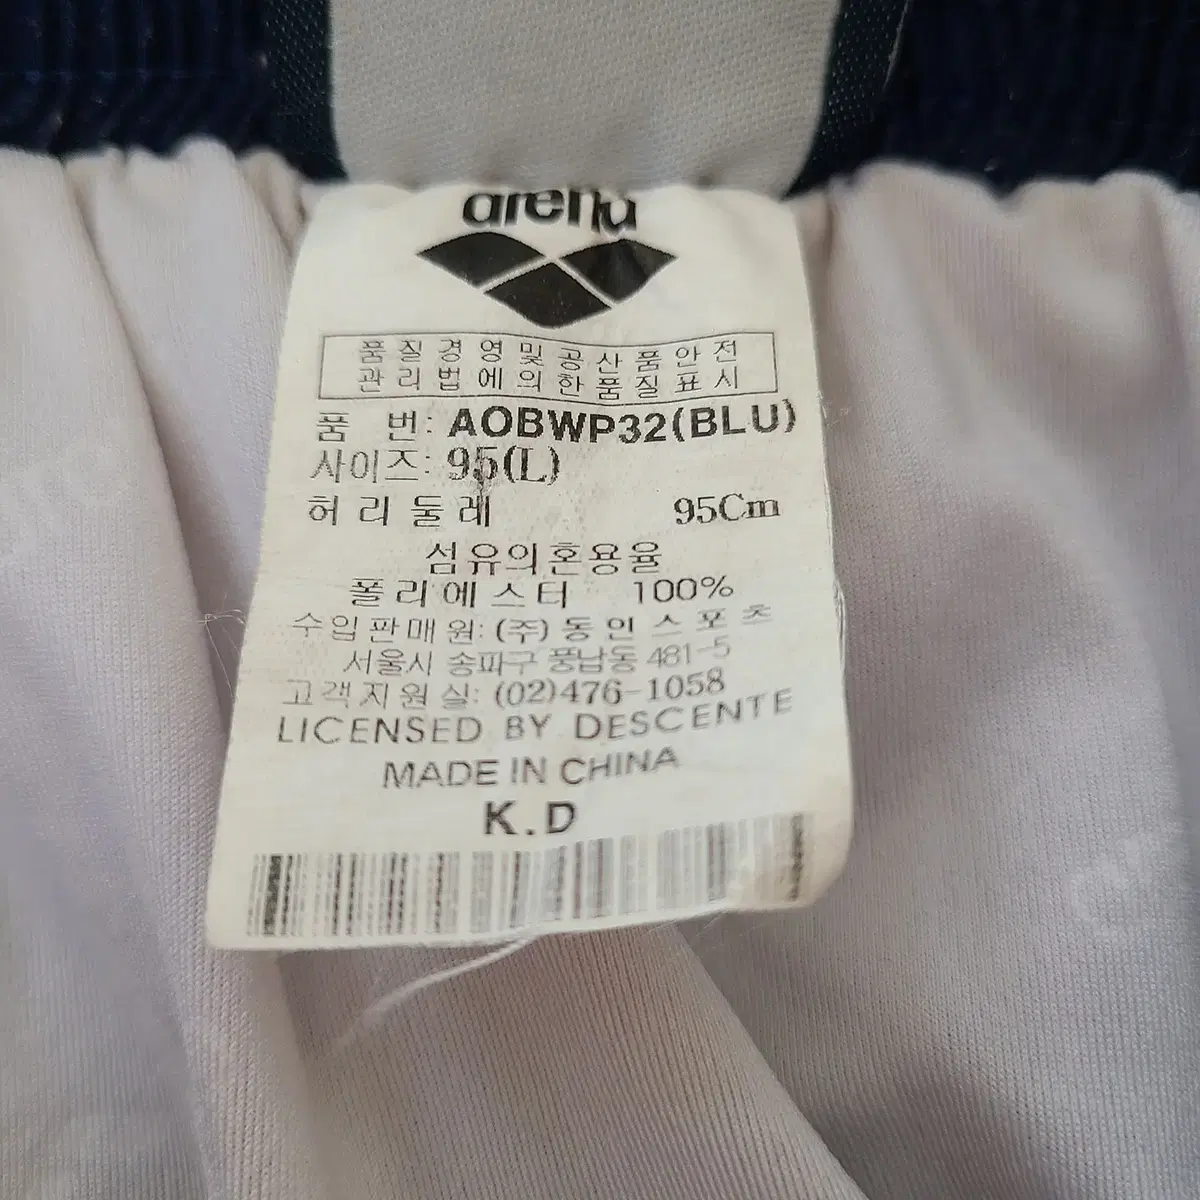 arena
품질경영및공산품안전
관리법에의한품질표시
품 번: AOBWP32(BLU)
사이즈: 95(L)
허리둘레 95Cm
섬유의혼용율
폴리에스터 100%
수입판매원: (주)동인스포츠
서울시 송파구 풍납동 481-5
고객지원실: (02)476-1058
LICENSED BY DESCENTE
MADE IN CHINA
K.D